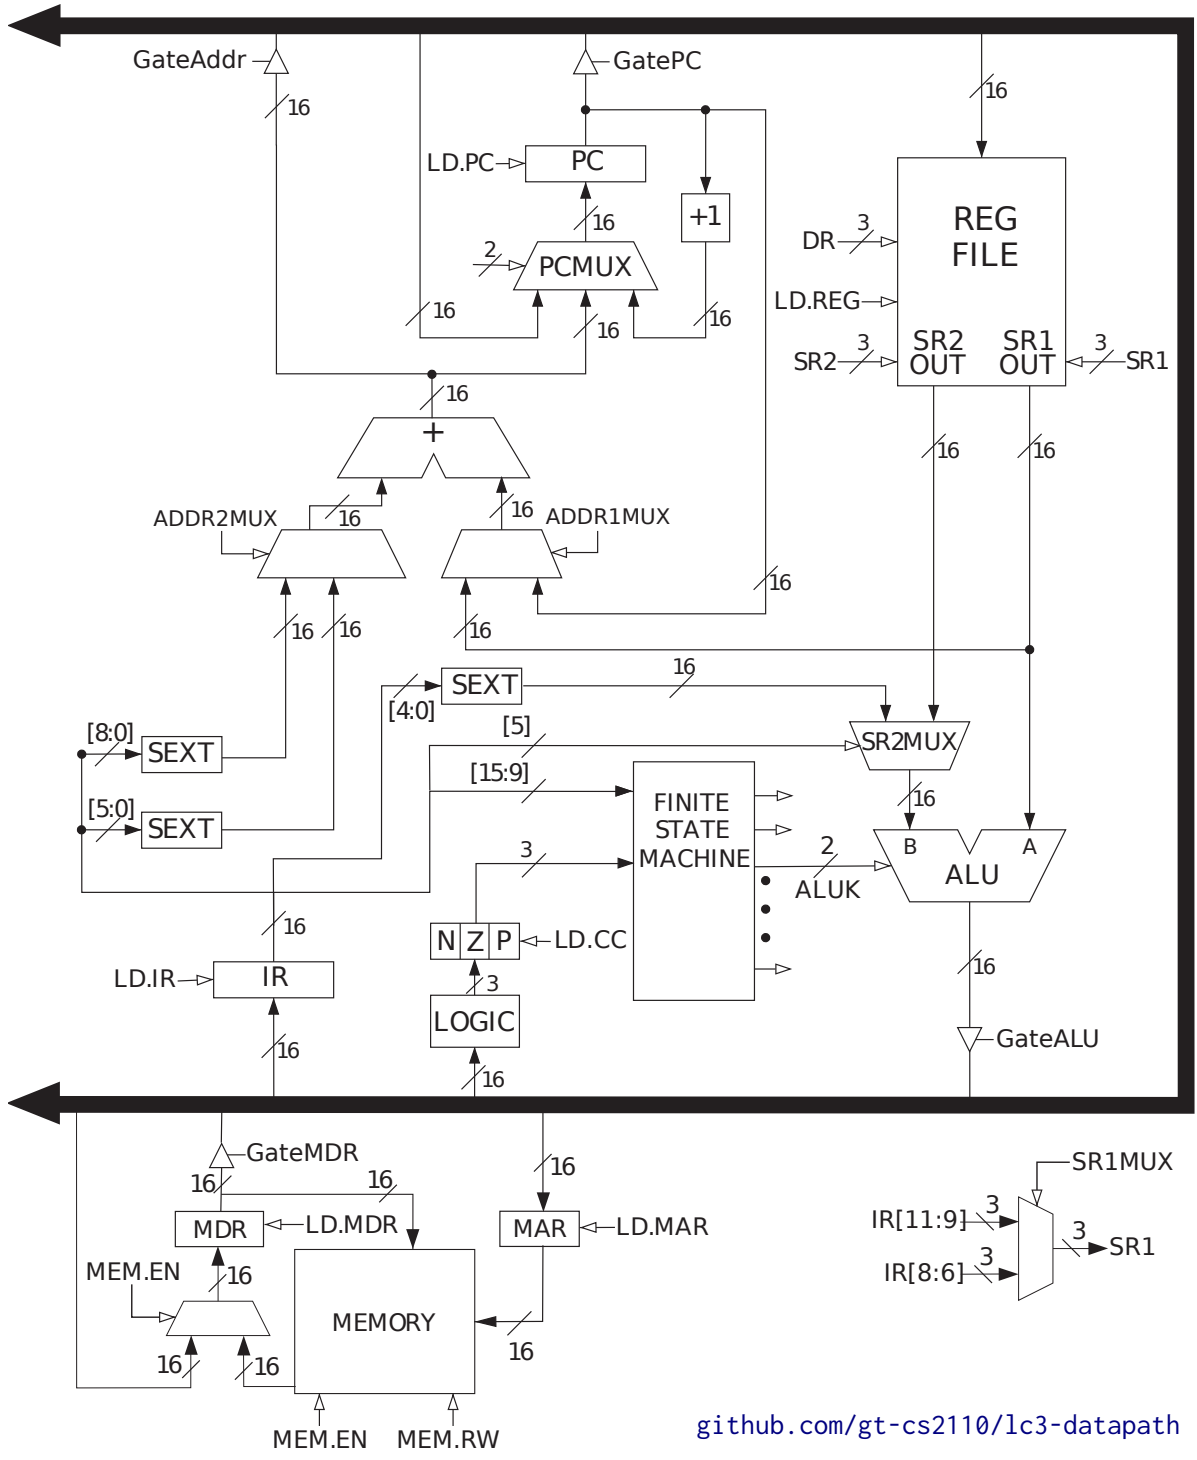 GateAddr
GatePC
16
16
LD.PC
PC
+1
16
2
PCMUX
16
16
16
REG
FILE
DR
3
LD.REG
SR2
3
SR2
OUT
SR1
OUT
3
SR1
16
+
16
16
16
16
ADDR2MUX
ADDR1MUX
16
16
16
16
16
[8:0]
SEXT
[5:0]
SEXT
[4:0]
SEXT
16
[5]
[15:9]
SR2MUX
16
FINITE
STATE
MACHINE
3
2
ALUK
B
A
ALU
16
16
N Z P
LD.CC
LD.IR
IR
3
LOGIC
GateALU
16
16
GateMDR
16
16
16
MDR
LD.MDR
MAR
LD.MAR
MEM.EN
16
MEMORY
16
16
16
MEM.EN
MEM.RW
SR1MUX
IR[11:9]
3
3
SR1
IR[8:6]
3
github.com/gt-cs2110/lc3-datapath